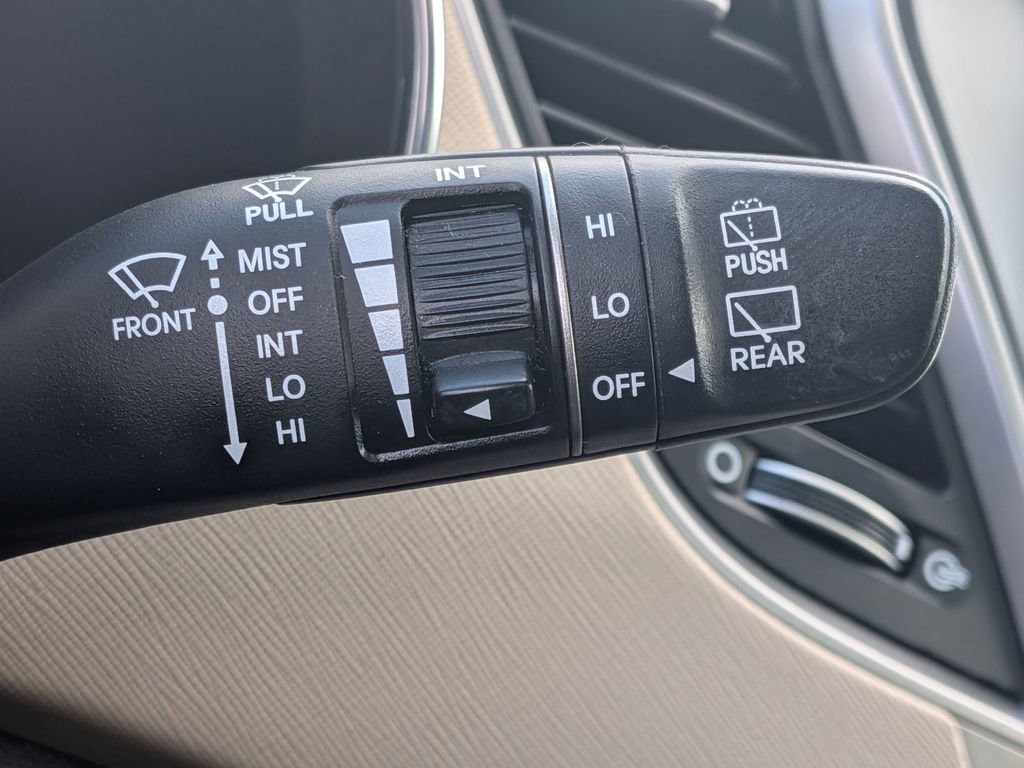 PULL
FRONT
MIST
OFF
INT
LO
HI
INT
HI
LO
OFF
PUSH
REAR